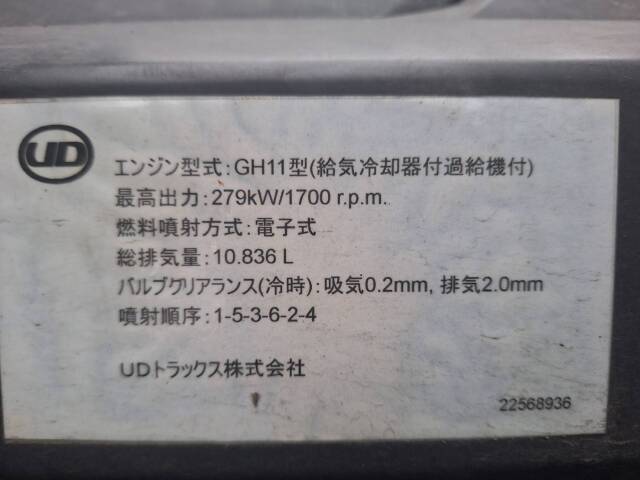 UD
エンジン型式:GH11型(給気冷却器付過給機付)
最高出力:279kW/1700 r.p.m.
燃料噴射方式:電子式
総排気量:10.836 L
バルブクリアランス(冷時):吸気0.2mm, 排気2.0mm
噴射順序:1-5-3-6-2-4
UDトラックス株式会社
22568936